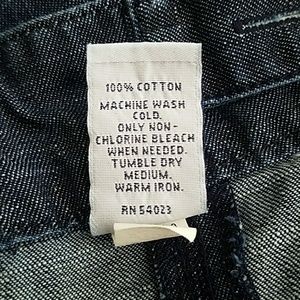 100% COTTON
MACHINE WASH
COLD.
ONLY NON-
CHLORINE BLEACH
WHEN NEEDED.
TUMBLE DRY
MEDIUM.
WARM IRON.
RN 54023